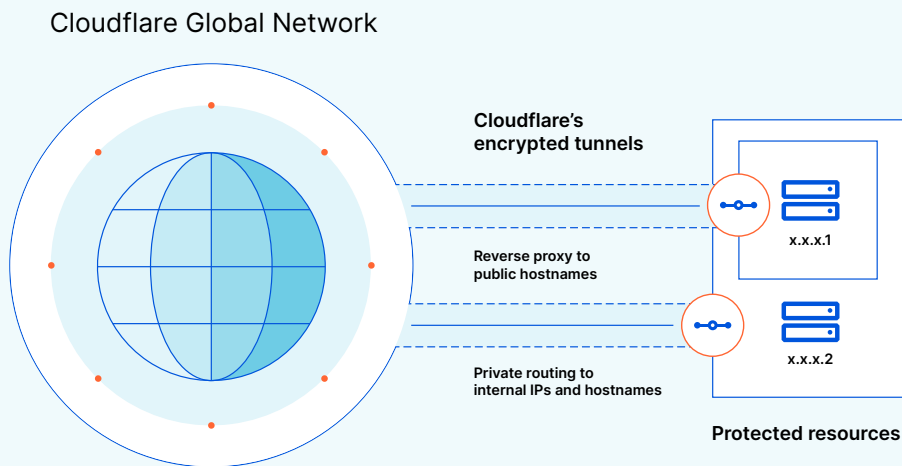 Cloudflare Global Network
Cloudflare’s
encrypted tunnels
x.x.x.1
Reverse proxy to
public hostnames
x.x.x.2
Private routing to
internal IPs and hostnames
Protected resources